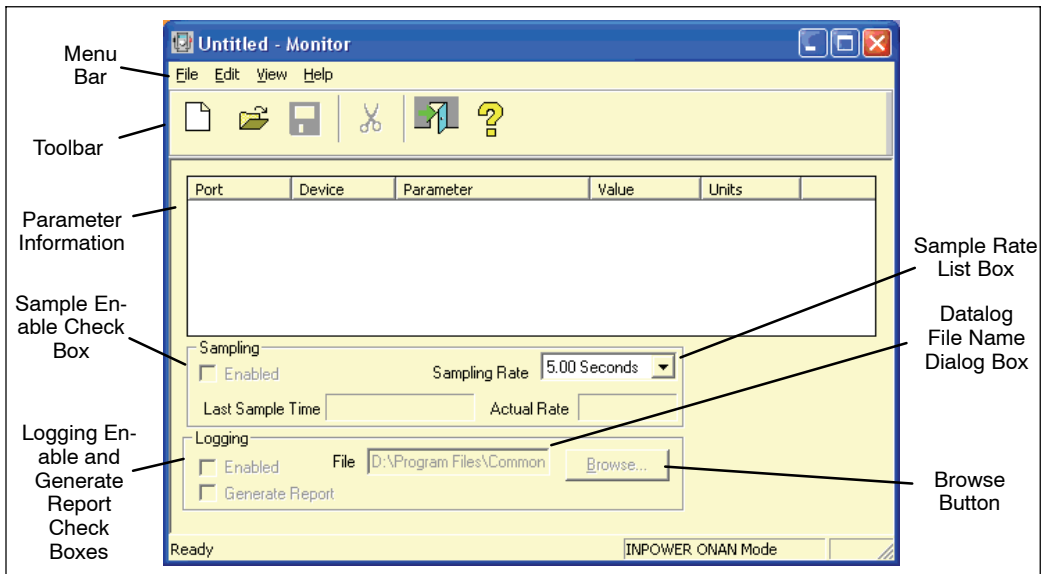 Untitled - Monitor
Menu
Bar
File Edit View Help
Toolbar
Port Device Parameter Value Units
Parameter
Information
Sample Rate
List Box
Sample En-
able Check
Box
Datalog
File Name
Dialog Box
Sampling
Enabled
Sampling Rate 5.00 Seconds
Last Sample Time Actual Rate
Logging En-
able and
Generate
Report
Check
Boxes
Logging
Enabled File D:\Program Files\Common Browse...
Generate Report
Browse
Button
Ready INPOWER ONAN Mode